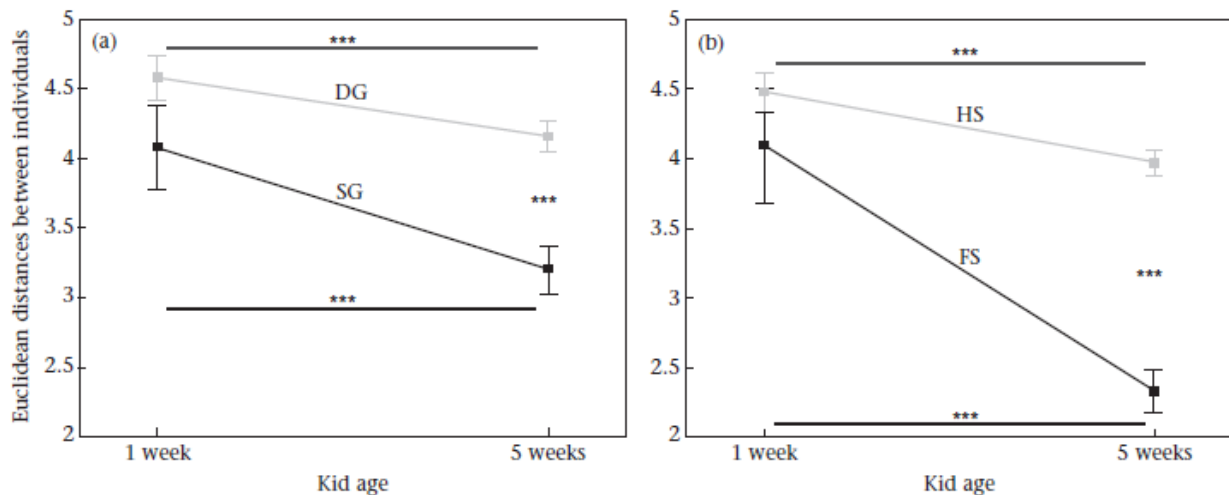 Euclidean distances between individuals
5
4.5
4
3.5
3
2.5
2
(a)
***
DG
SG
***
***
1 week
5 weeks
Kid age
5
4.5
4
3.5
3
2.5
2
(b)
***
HS
FS
***
***
1 week
5 weeks
Kid age